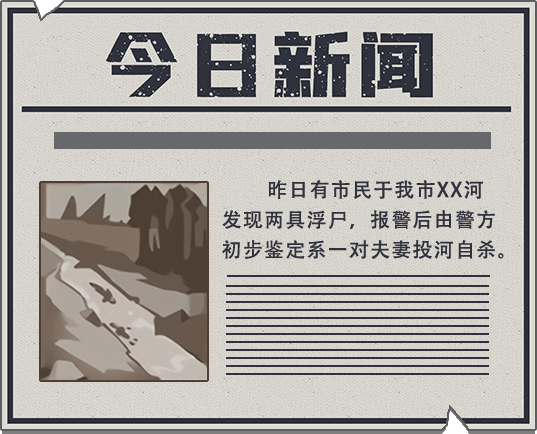 今日新闻
昨日有市民于我市XX河
发现两具浮尸，报警后由警方
初步鉴定系一对夫妻投河自杀。